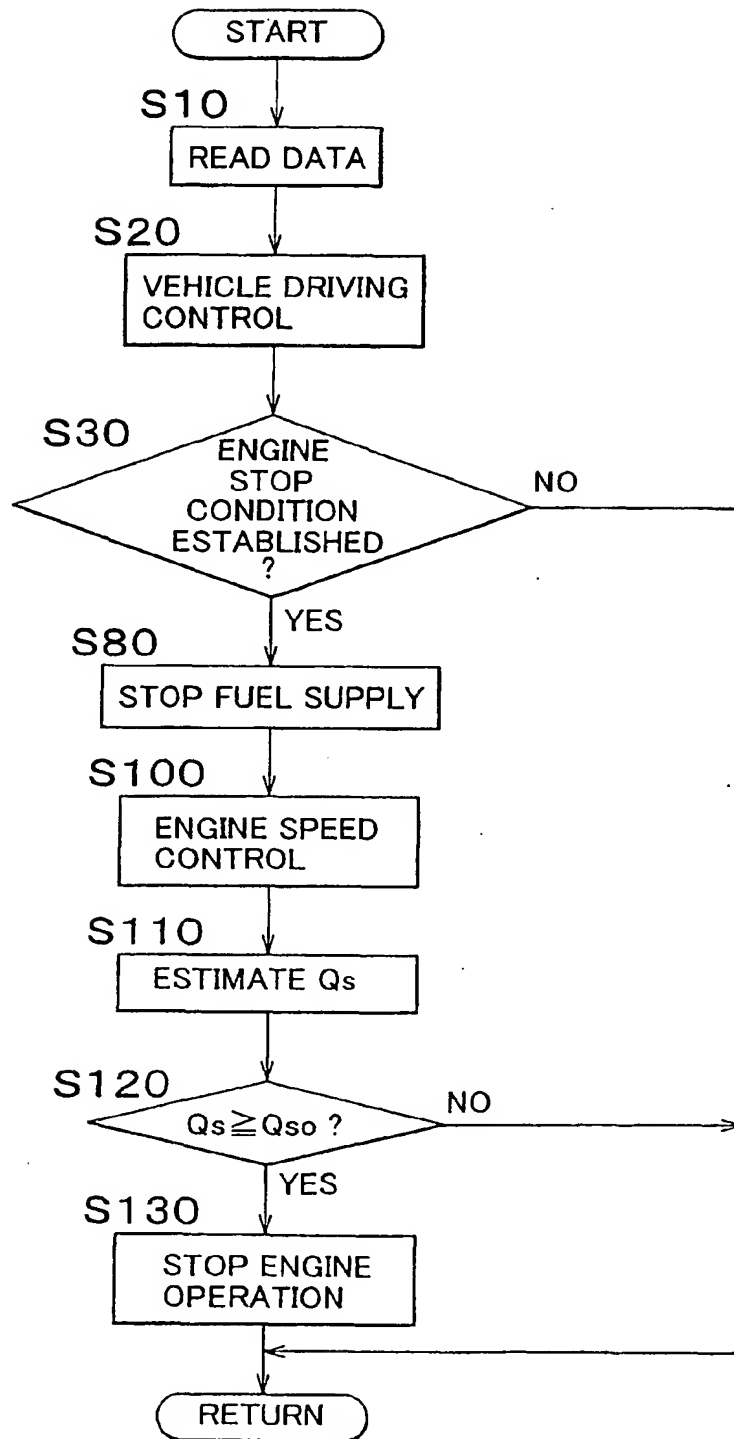 START
S10
READ DATA
S20
VEHICLE DRIVING
CONTROL
S30
ENGINE
STOP
CONDITION
ESTABLISHED
?
NO
YES
S80
STOP FUEL SUPPLY
S100
ENGINE SPEED
CONTROL
S110
ESTIMATE Qs
S120
Qs≧Qso ?
NO
YES
S130
STOP ENGINE
OPERATION
RETURN